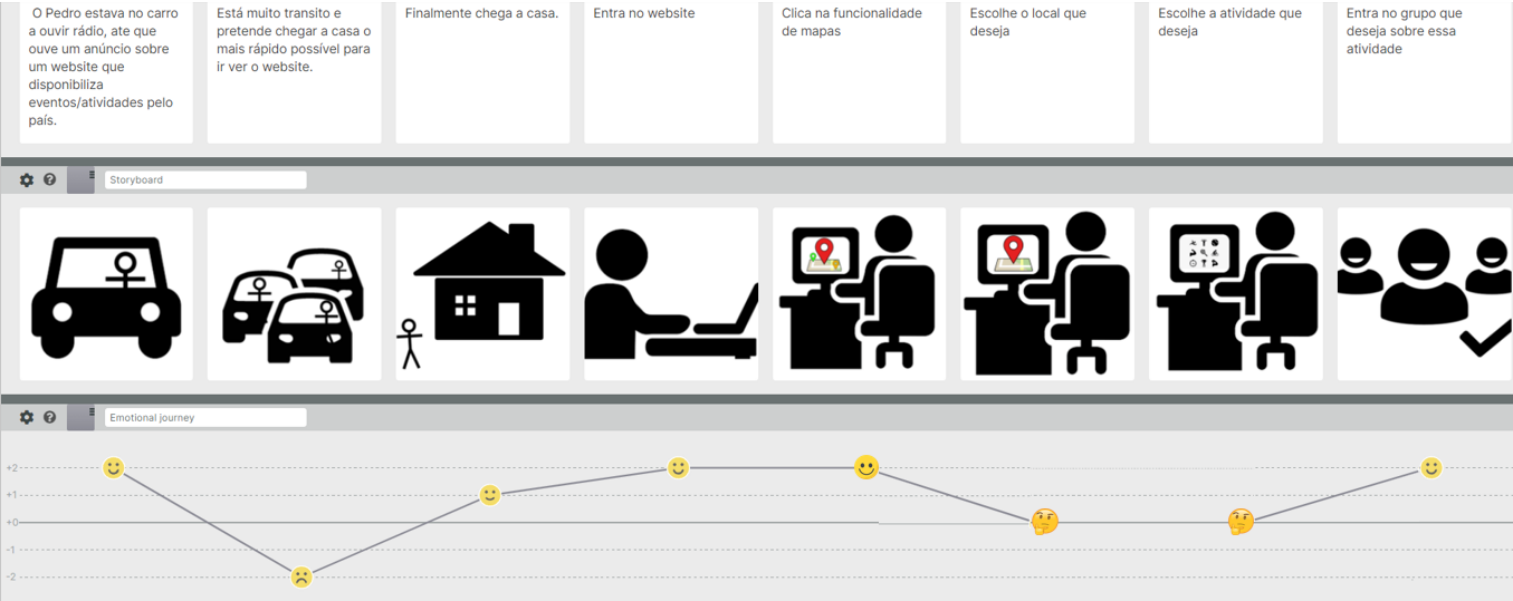 O Pedro estava no carro
a ouvir rádio, ate que
ouve um anúncio sobre
um website que
disponibiliza
eventos/atividades pelo
país.
Está muito transito e
pretende chegar a casa o
mais rápido possível para
ir ver o website.
Finalmente chega a casa.
Entra no website
Clica na funcionalidade
de mapas
Escolhe o local que
deseja
Escolhe a atividade que
deseja
Entra no grupo que
deseja sobre essa
atividade
Storyboard
Emotional journey
+2
+1
+0
-1
-2